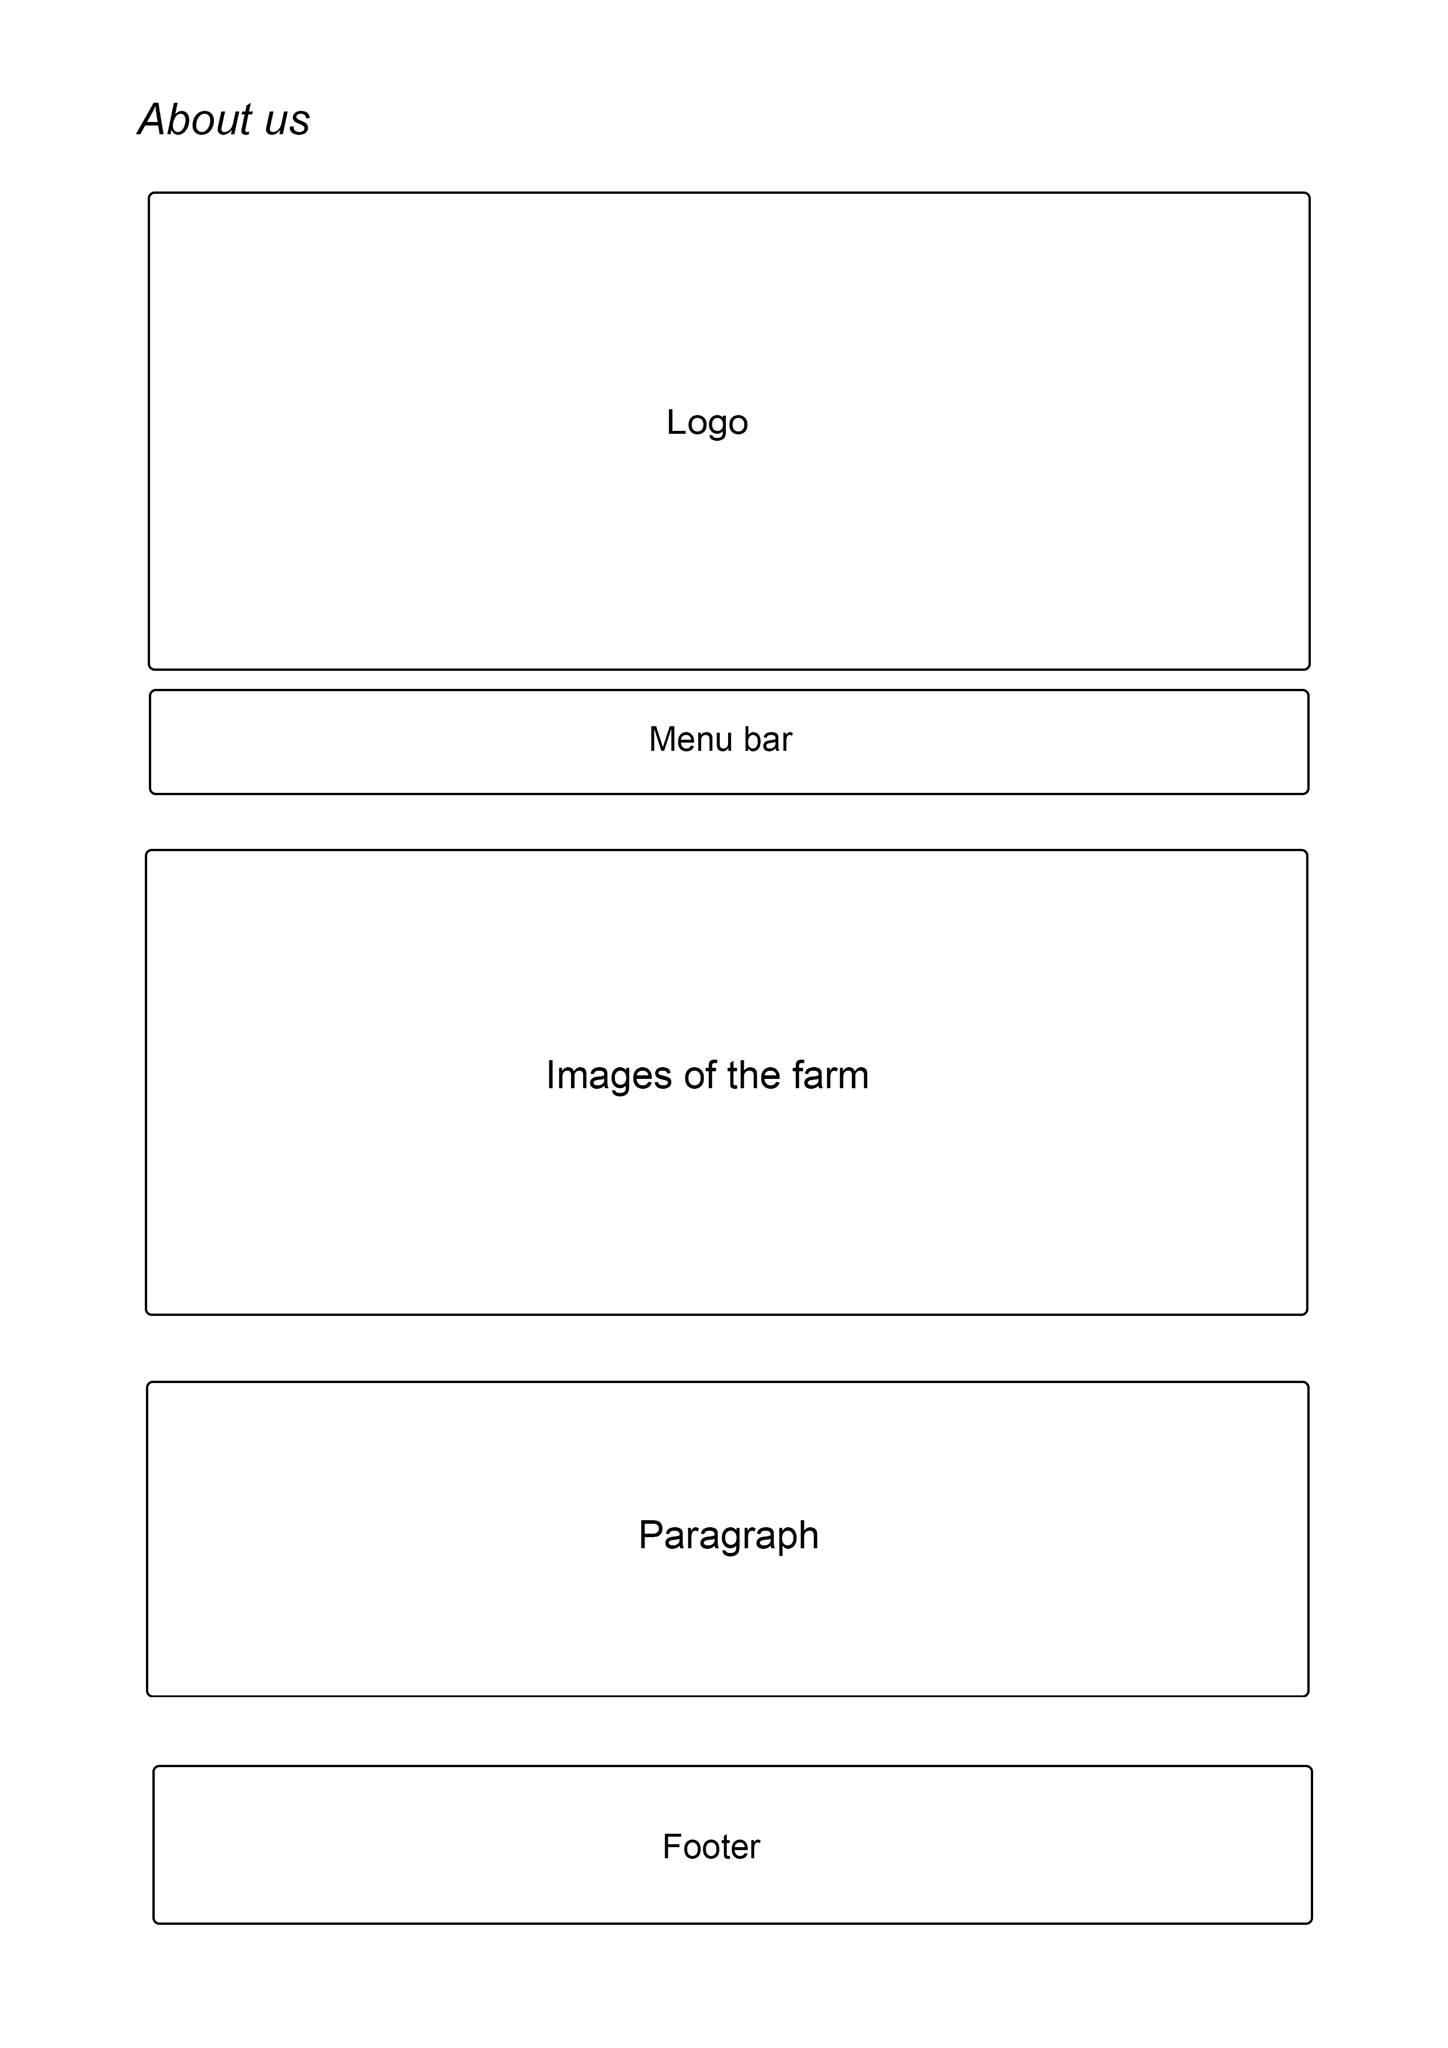 About us
Logo
Menu bar
Images of the farm
Paragraph
Footer